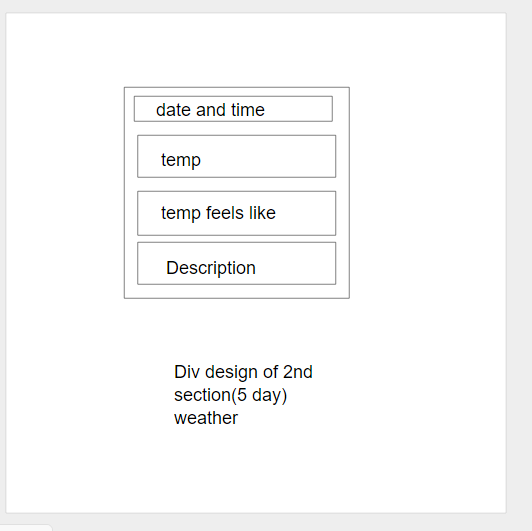 date and time
temp
temp feels like
Description
Div design of 2nd
section(5 day)
weather